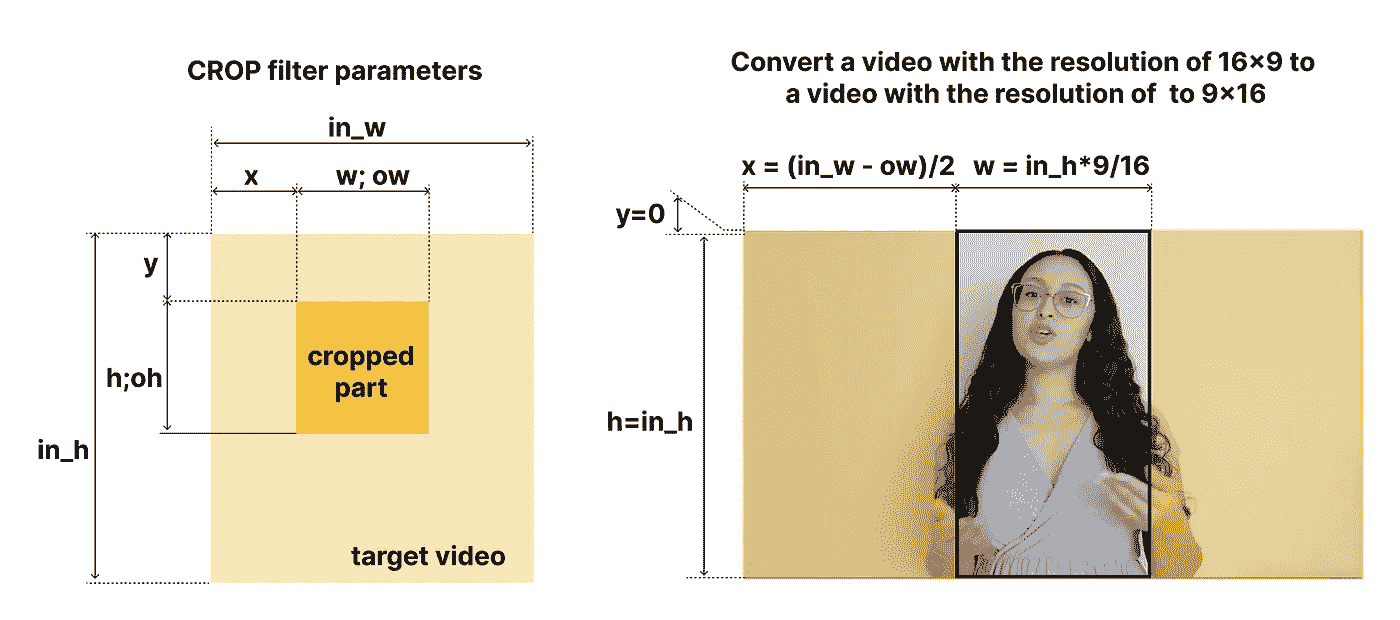 CROP filter parameters
in_w
x
w; ow
y
h;oh
in_h
cropped
part
target video
Convert a video with the resolution of 16×9 to
a video with the resolution of  to 9×16
x = (in_w - ow)/2
w = in_h*9/16
y=0
h=in_h